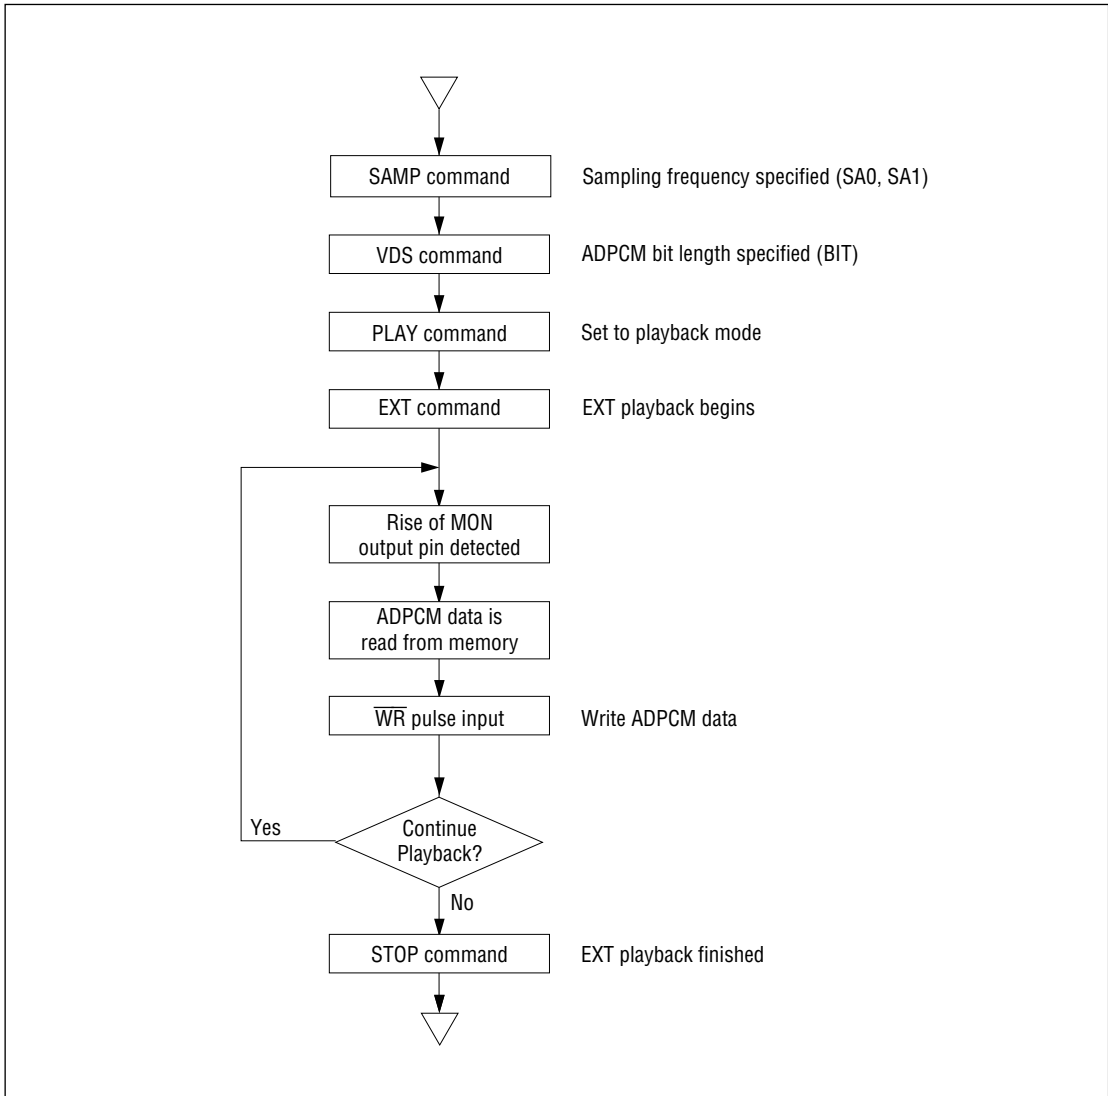 SAMP command
Sampling frequency specified (SA0, SA1)
VDS command
ADPCM bit length specified (BIT)
PLAY command
Set to playback mode
EXT command
EXT playback begins
Rise of MON
output pin detected
ADPCM data is
read from memory
W̅R̅ pulse input
Write ADPCM data
Continue
Playback?
Yes
No
STOP command
EXT playback finished